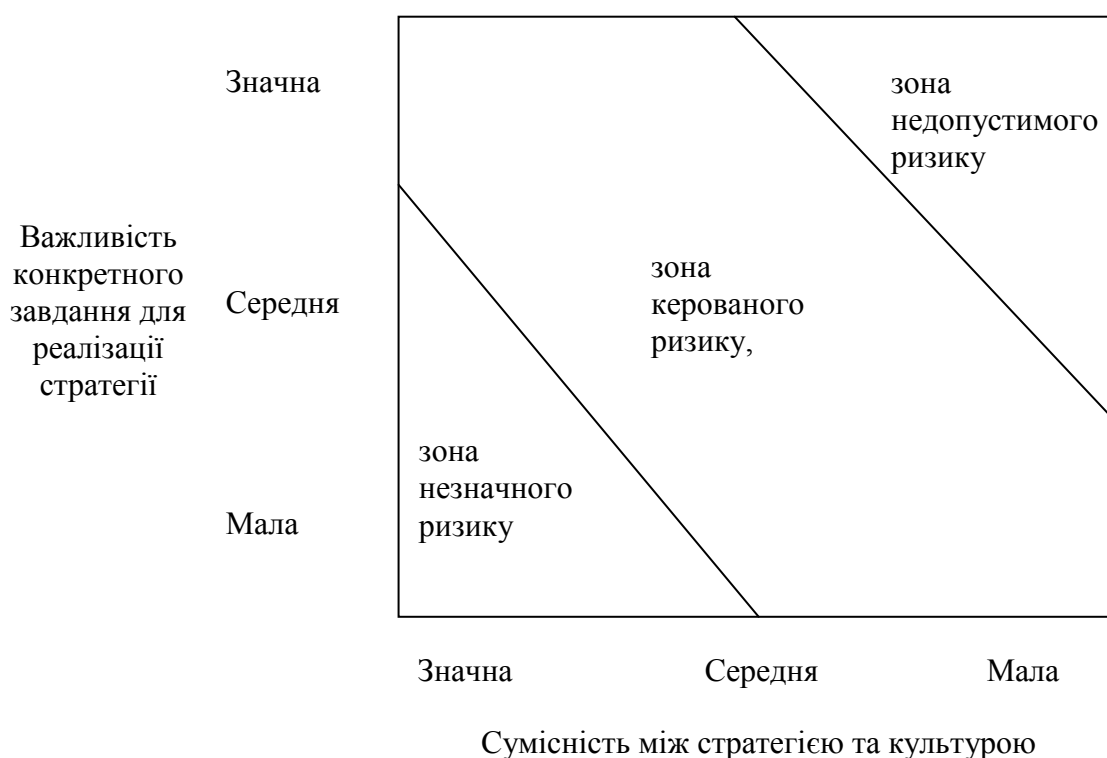 Значна
зона
недопустимого
ризику
Важливість
конкретного
завдання для
реалізації
стратегії
Середня
зона
керованого
ризику,
зона
незначного
ризику
Мала
Значна
Середня
Мала
Сумісність між стратегією та культурою